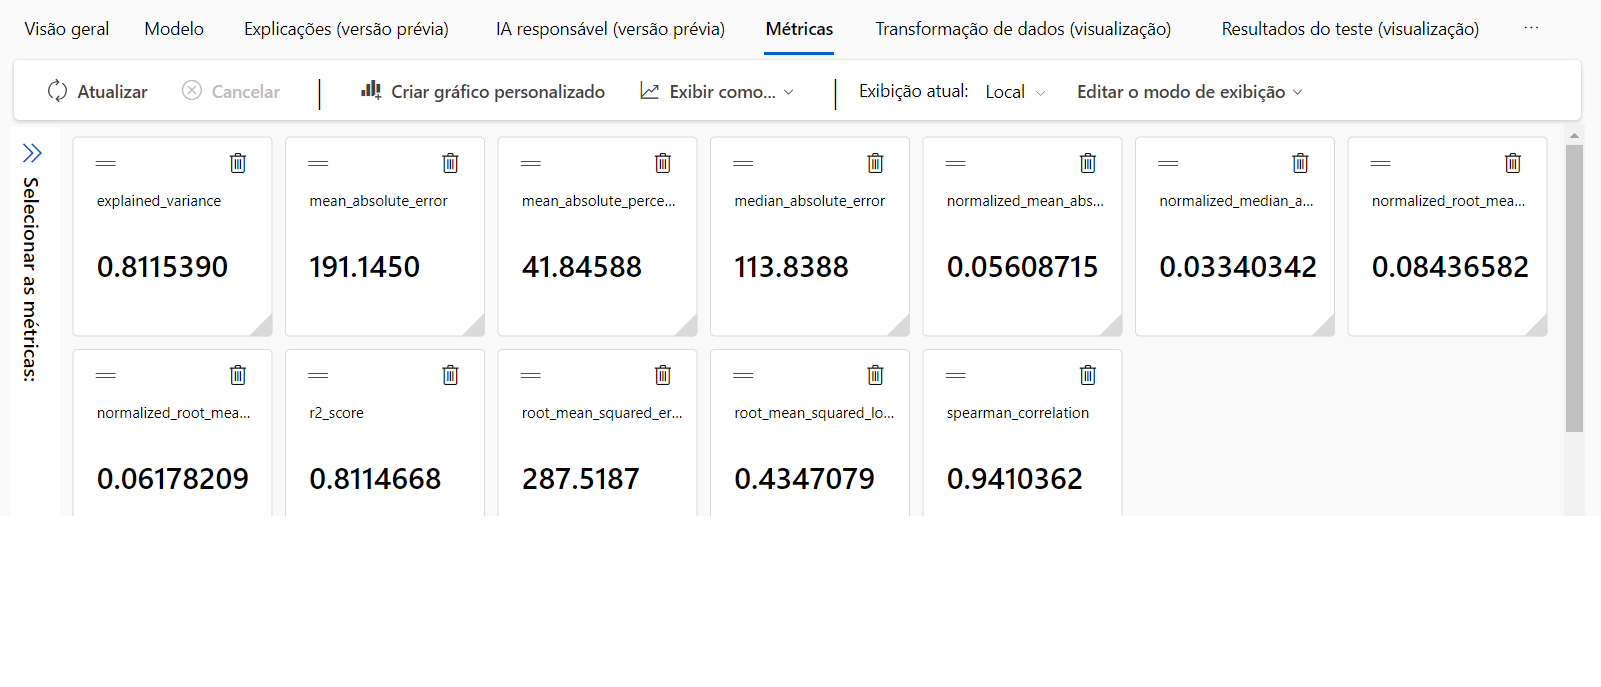 Visão geral Modelo Explicações (versão prévia) IA responsável (versão prévia) Métricas Transformação de dados (visualização) Resultados do teste (visualização) ...
Atualizar Cancelar Criar gráfico personalizado Exibir como... Exibição atual: Local Editar o modo de exibição
Selecionar as métricas:
explained_variance mean_absolute_error mean_absolute_perce... median_absolute_error normalized_mean_abs... normalized_median_a... normalized_root_mea...
0.8115390 191.1450 41.84588 113.8388 0.05608715 0.03340342 0.08436582
normalized_root_mea... r2_score root_mean_squared_er... root_mean_squared_lo... spearman_correlation
0.06178209 0.8114668 287.5187 0.4347079 0.9410362